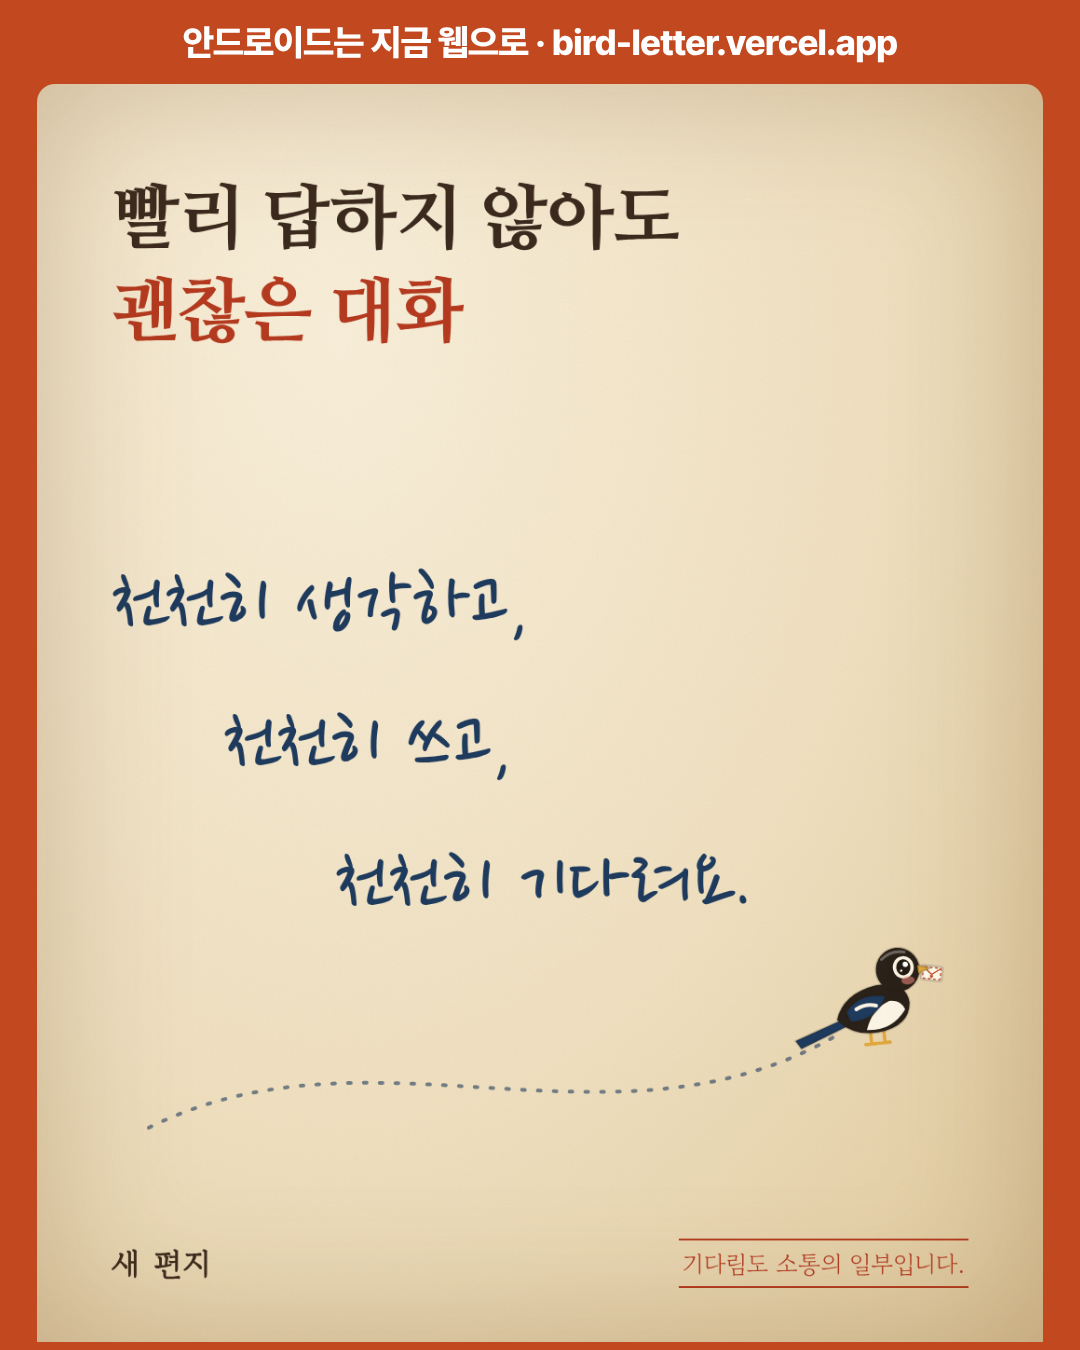 안드로이드는 지금 웹으로 · bird-letter.vercel.app
빨리 답하지 않아도
괜찮은 대화
천천히 생각하고,
천천히 쓰고,
천천히 기다려요.
새 편지
기다림도 소통의 일부입니다.